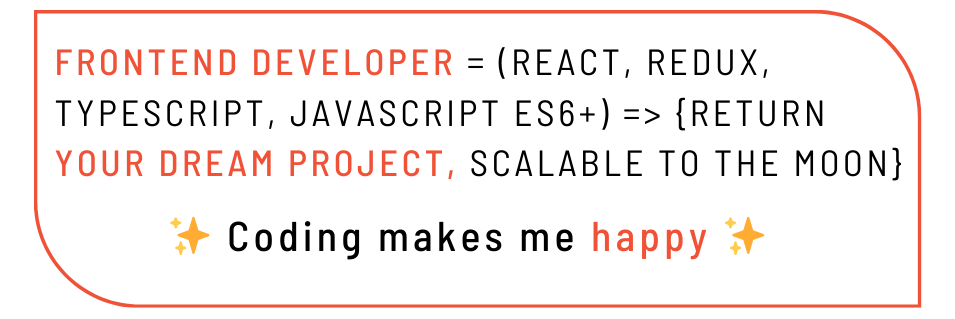 FRONTEND DEVELOPER = (REACT, REDUX,
TYPESCRIPT, JAVASCRIPT ES6+) => {RETURN
YOUR DREAM PROJECT, SCALABLE TO THE MOON}
✨ Coding makes me happy ✨